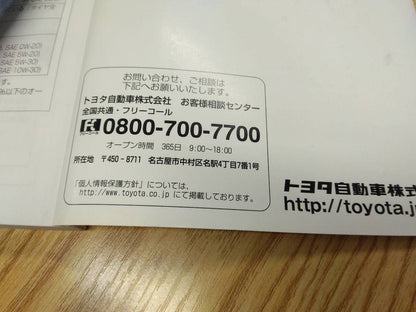 SAE 0W-20)
SAE 5W-20)
SAE 5W-30)
SAE 10W-30)
お問い合わせ、ご相談は
下記へお願いいたします。
トヨタ自動車株式会社 お客様相談センター
全国共通・フリーコール
0800-700-7700
オープン時間 365日 9:00~18:00
所在地 〒450-8711 名古屋市中村区名駅4丁目7番1号
「個人情報保護方針」については、
http://www.toyota.co.jp にて掲載しております。
トヨタ自動車株式
http://toyota.jp